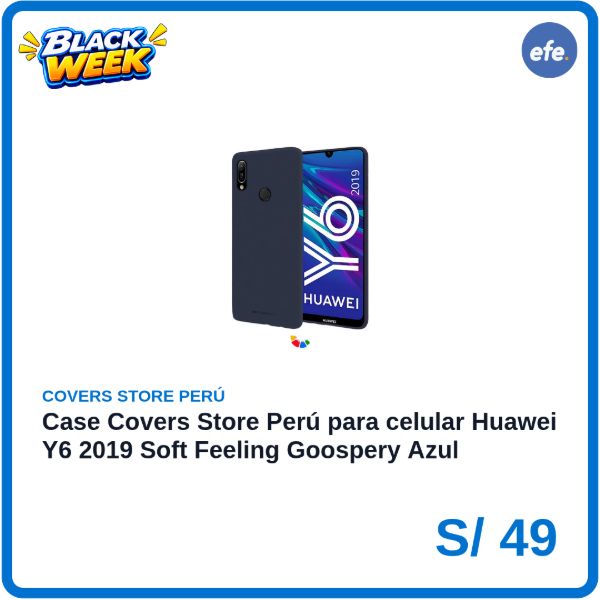 BLACK
WEEK
efe.
2019
Y6
HUAWEI
HUAWEI
COVERS STORE PERÚ
Case Covers Store Perú para celular Huawei
Y6 2019 Soft Feeling Goospery Azul
S/ 49